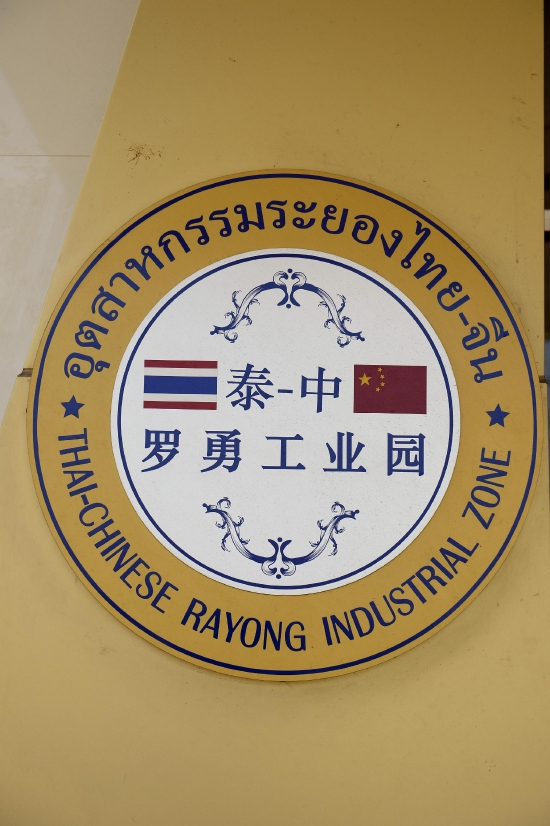 อุตสาหกรรมระยองไทย-จีน
泰-中
罗勇工业园
THAI-CHINESE RAYONG INDUSTRIAL ZONE